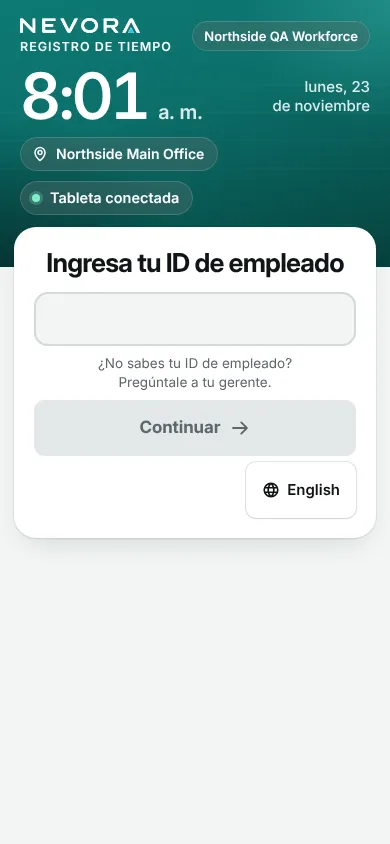 NEVORA
REGISTRO DE TIEMPO
Northside QA Workforce
8:01 a. m.
lunes, 23
de noviembre
Northside Main Office
Tableta conectada
Ingresa tu ID de empleado
¿No sabes tu ID de empleado?
Pregúntale a tu gerente.
Continuar →
English